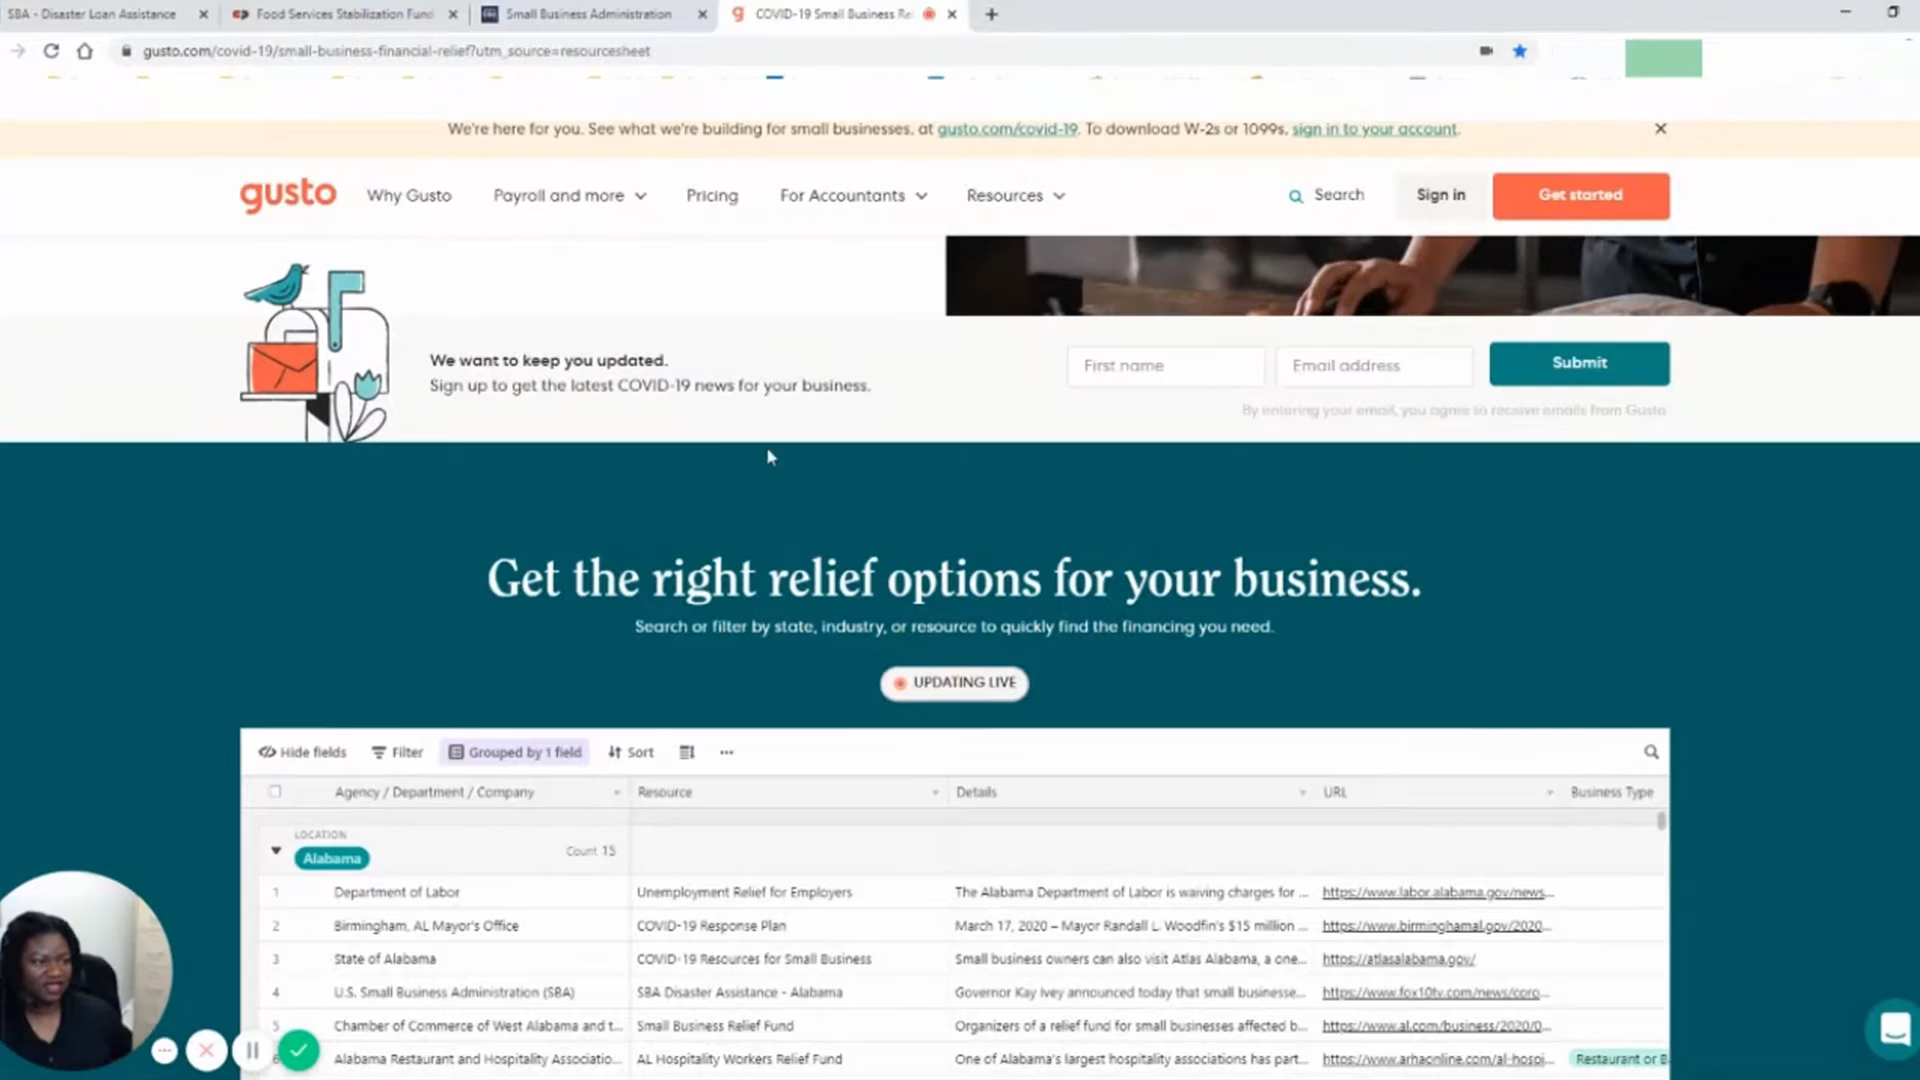 SBA - Disaster Loan Assistance
Food Services Stabilization Fund
Small Business Administration
COVID-19 Small Business Re
gusto.com/covid-19/small-business-financial-relief?utm_source=resourcesheet
We're here for you. See what we're building for small businesses, at gusto.com/covid-19. To download W-2s or 1099s, sign in to your account.
gusto
Why Gusto
Payroll and more
Pricing
For Accountants
Resources
Search
Sign in
Get started
We want to keep you updated.
Sign up to get the latest COVID-19 news for your business.
First name
Email address
Submit
By entering your email, you agree to receive emails from Gusto
Get the right relief options for your business.
Search or filter by state, industry, or resource to quickly find the financing you need.
UPDATING LIVE
Hide fields
Filter
Grouped by 1 field
Sort
...
Agency / Department / Company
Resource
Details
URL
Business Type
LOCATION
Alabama
Count 15
1 Department of Labor Unemployment Relief for Employers The Alabama Department of Labor is waiving charges for ... https://www.labor.alabama.gov/news...
2 Birmingham, AL Mayor's Office COVID-19 Response Plan March 17, 2020 – Mayor Randall L. Woodfin's $15 million ... https://www.birminghamal.gov/2020...
3 State of Alabama COVID-19 Resources for Small Business Small business owners can also visit Atlas Alabama, a one... https://atlasalabama.gov/
4 U.S. Small Business Administration (SBA) SBA Disaster Assistance - Alabama Governor Kay Ivey announced today that small businesse... https://www.fox10tv.com/news/coro...
5 Chamber of Commerce of West Alabama and t... Small Business Relief Fund Organizers of a relief fund for small businesses affected b... https://www.al.com/business/2020/0...
6 Alabama Restaurant and Hospitality Associatio... AL Hospitality Workers Relief Fund One of Alabama's largest hospitality associations has part... https://www.arhaonline.com/al-hospi... Restaurant or B